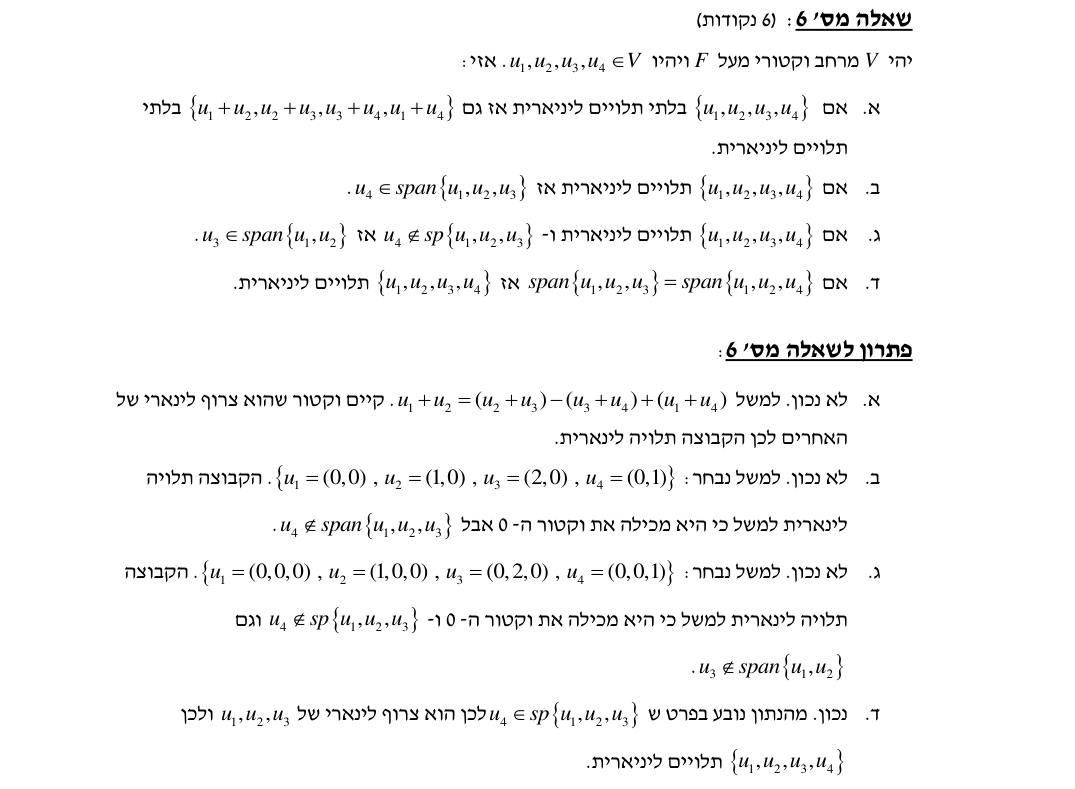 שאלה מס' 6 : (6 נקודות)
יהי V מרחב וקטורי מעל F ויהיו u₁,u₂,u₃,u₄ ∈ V . אזי :
א. אם {u₁,u₂,u₃,u₄} בלתי תלויים ליניארית אז גם {u₁+u₂,u₂+u₃,u₃+u₄,u₁+u₄} בלתי
תלויים ליניארית.
ב. אם {u₁,u₂,u₃,u₄} תלויים ליניארית אז u₄ ∈ span{u₁,u₂,u₃} .
ג. אם {u₁,u₂,u₃,u₄} תלויים ליניארית ו- u₄ ∉ sp{u₁,u₂,u₃} אז u₃ ∈ span{u₁,u₂} .
ד. אם span{u₁,u₂,u₃} = span{u₁,u₂,u₄} אז {u₁,u₂,u₃,u₄} תלויים ליניארית.
פתרון לשאלה מס' 6 :
א. לא נכון. למשל u₁+u₂ = (u₂+u₃)−(u₃+u₄)+(u₁+u₄) . קיים וקטור שהוא צרוף לינארי של
האחרים לכן הקבוצה תלויה לינארית.
ב. לא נכון. למשל נבחר : {u₁ = (0,0) , u₂ = (1,0) , u₃ = (2,0) , u₄ = (0,1)} . הקבוצה תלויה
לינארית למשל כי היא מכילה את וקטור ה- 0 אבל u₄ ∉ span{u₁,u₂,u₃} .
ג. לא נכון. למשל נבחר : {u₁ = (0,0,0) , u₂ = (1,0,0) , u₃ = (0,2,0) , u₄ = (0,0,1)} . הקבוצה
תלויה לינארית למשל כי היא מכילה את וקטור ה- 0 ו- u₄ ∉ sp{u₁,u₂,u₃} וגם
u₃ ∉ span{u₁,u₂} .
ד. נכון. מהנתון נובע בפרט ש u₄ ∈ sp{u₁,u₂,u₃} לכן הוא צרוף לינארי של u₁,u₂,u₃ ולכן
{u₁,u₂,u₃,u₄} תלויים ליניארית.